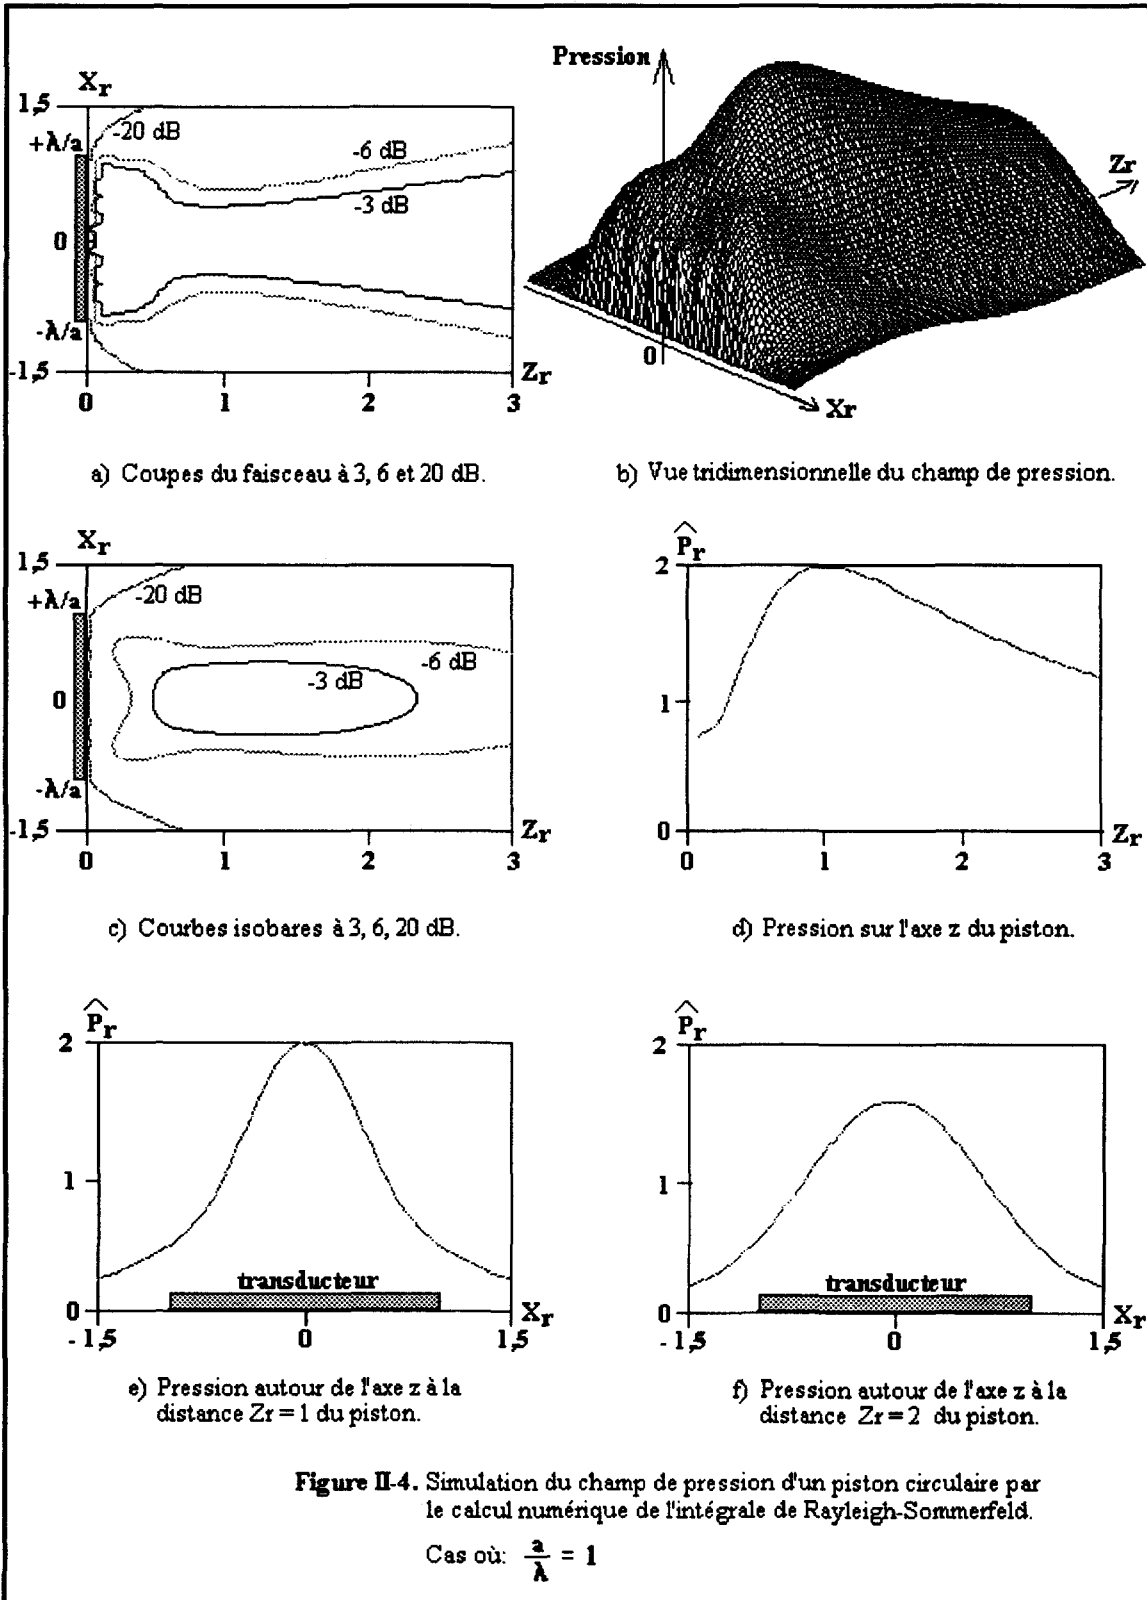 Xr
1,5
+λ/a
0
-λ/a
-1,5
-20 dB
-6 dB
-3 dB
Zr
0 1 2 3
a) Coupes du faisceau à 3, 6 et 20 dB.
Pression
Zr
0
Xr
b) Vue tridimensionnelle du champ de pression.
Xr
1,5
+λ/a
0
-λ/a
-1,5
-20 dB
-6 dB
-3 dB
Zr
0 1 2 3
c) Courbes isobares à 3, 6, 20 dB.
P̂r
2
1
0
Zr
0 1 2 3
d) Pression sur l'axe z du piston.
P̂r
2
1
0
transducteur
Xr
-1,5 0 1,5
e) Pression autour de l'axe z à la
distance Zr = 1 du piston.
P̂r
2
1
0
transducteur
Xr
-1,5 0 1,5
f) Pression autour de l'axe z à la
distance Zr = 2 du piston.
Figure II-4. Simulation du champ de pression d'un piston circulaire par
le calcul numérique de l'intégrale de Rayleigh-Sommerfeld.
Cas où: a/λ = 1